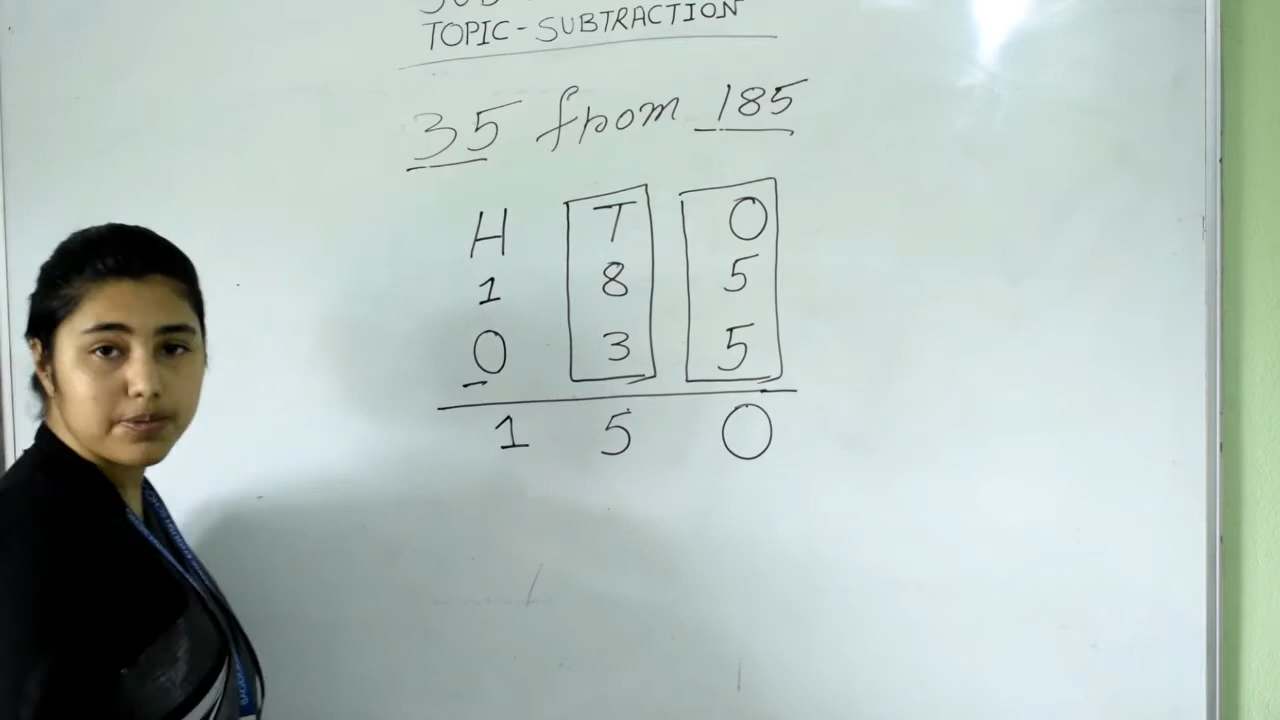 TOPIC-SUBTRACTION
35 from 185
H T O
1 8 5
0 3 5
1 5 0